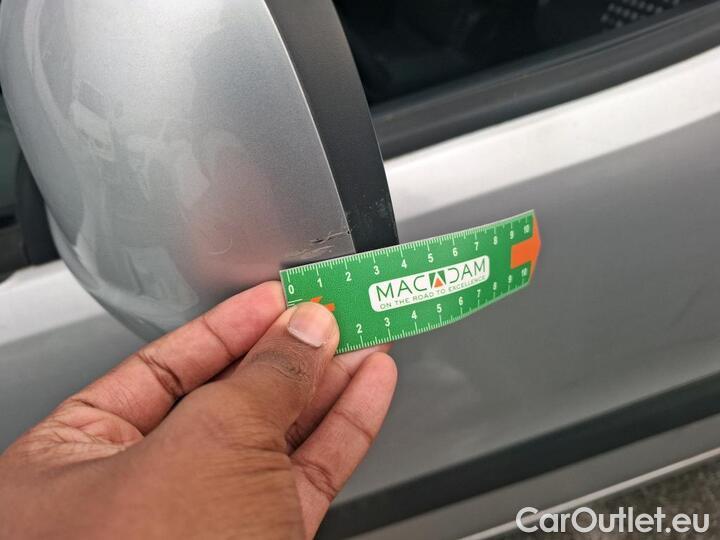 0 1 2 3 4 5 6 7 8 9 10
MACADAM
ON THE ROAD TO EXCELLENCE
2 3 4 5 6 7 8 9 10
CarOutlet.eu